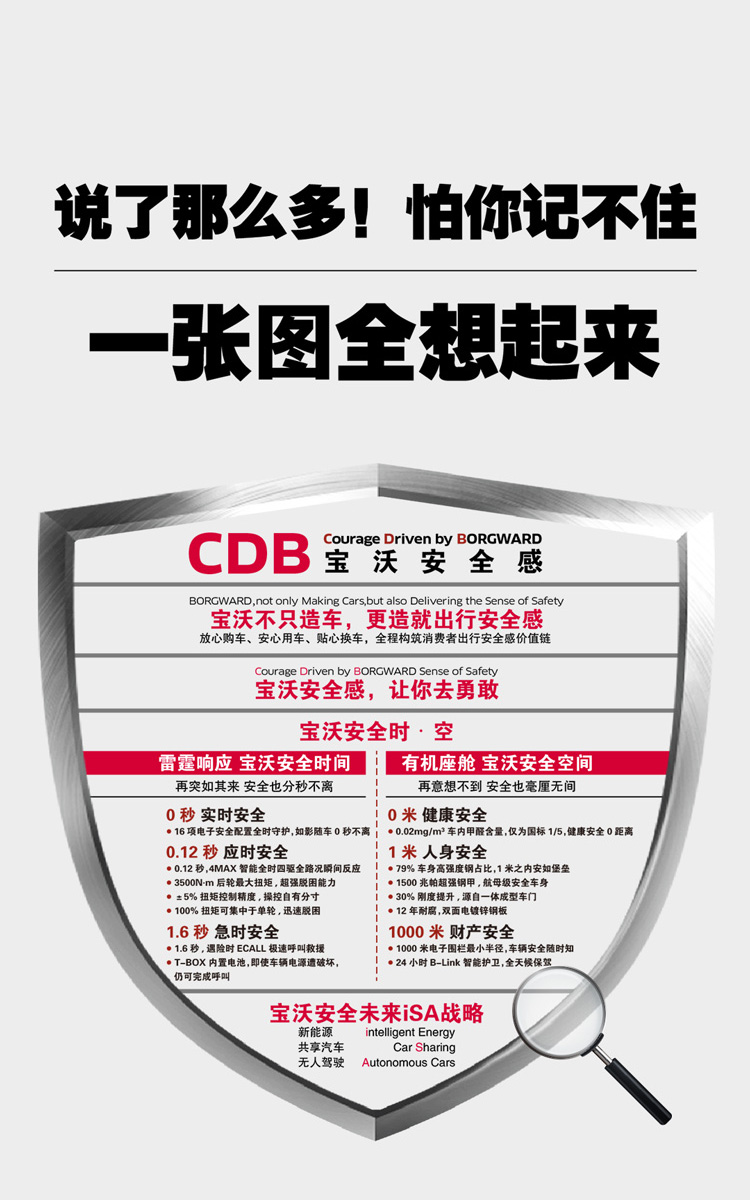 说了那么多！怕你记不住
一张图全想起来
CDB
Courage Driven by BORGWARD
宝沃安全感
BORGWARD,not only Making Cars,but also Delivering the Sense of Safety
宝沃不只造车，更造就出行安全感
放心购车、安心用车、贴心换车，全程构筑消费者出行安全感价值链
Courage Driven by BORGWARD Sense of Safety
宝沃安全感，让你去勇敢
宝沃安全时·空
雷霆响应 宝沃安全时间
再突如其来 安全也分秒不离
0 秒 实时安全
• 16 项电子安全配置全时守护,如影随车 0 秒不离
0.12 秒 应时安全
• 0.12 秒,4MAX 智能全时四驱全路况瞬间反应
• 3500N·m 后轮最大扭矩，超强脱困能力
• ±5% 扭矩控制精度，操控自有分寸
• 100% 扭矩可集中于单轮，迅速脱困
1.6 秒 急时安全
• 1.6 秒，遇险时 ECALL 极速呼叫救援
• T-BOX 内置电池,即使车辆电源遭破坏，
仍可完成呼叫
有机座舱 宝沃安全空间
再意想不到 安全也毫厘无间
0 米 健康安全
• 0.02mg/m³ 车内甲醛含量,仅为国标 1/5,健康安全 0 距离
1 米 人身安全
• 79% 车身高强度钢占比,1 米之内安如堡垒
• 1500 兆帕超强钢甲，航母级安全车身
• 30% 刚度提升，源自一体成型车门
• 12 年耐腐,双面电镀锌钢板
1000 米 财产安全
• 1000 米电子围栏最小半径,车辆安全随时知
• 24 小时 B-Link 智能护卫,全天候保驾
宝沃安全未来iSA战略
新能源 intelligent Energy
共享汽车 Car Sharing
无人驾驶 Autonomous Cars